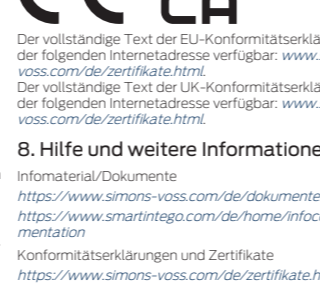 Der vollständige Text der EU-Konformitätserklä
der folgenden Internetadresse verfügbar: www.
voss.com/de/zertifikate.html.
Der vollständige Text der UK-Konformitätserklä
der folgenden Internetadresse verfügbar: www.
voss.com/de/zertifikate.html.
8. Hilfe und weitere Informatione
Infomaterial/Dokumente
https://www.simons-voss.com/de/dokumente
https://www.smartintego.com/de/home/infoc
mentation
Konformitätserklärungen und Zertifikate
https://www.simons-voss.com/de/zertifikate.h